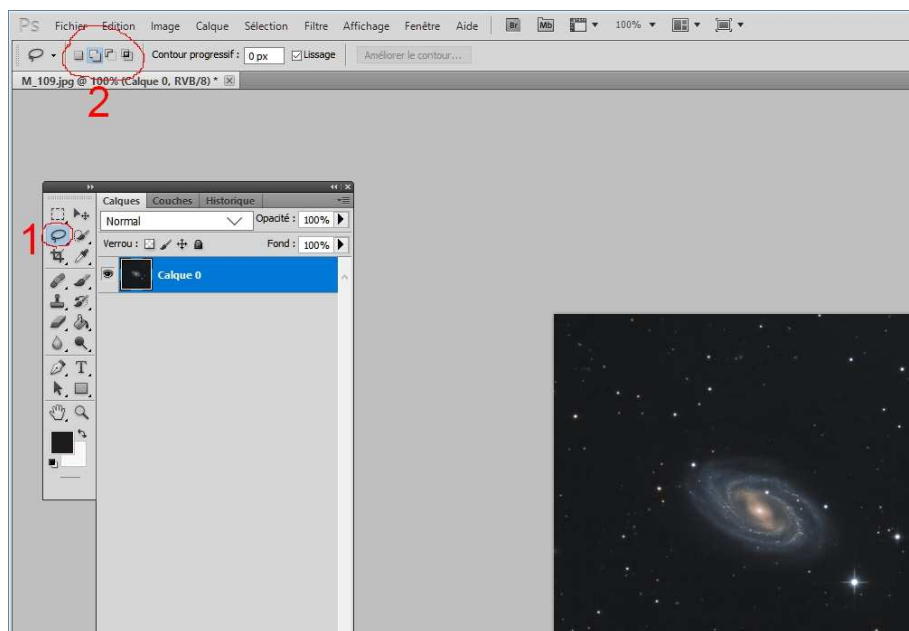 Ps Fichier Edition Image Calque Sélection Filtre Affichage Fenêtre Aide Br Mb 100%
Contour progressif : 0 px Lissage Améliorer le contour...
M_109.jpg @ 100% (Calque 0, RVB/8) *
2
Calques Couches Historique
Normal Opacité : 100%
1
Verrou : Fond : 100%
Calque 0
T